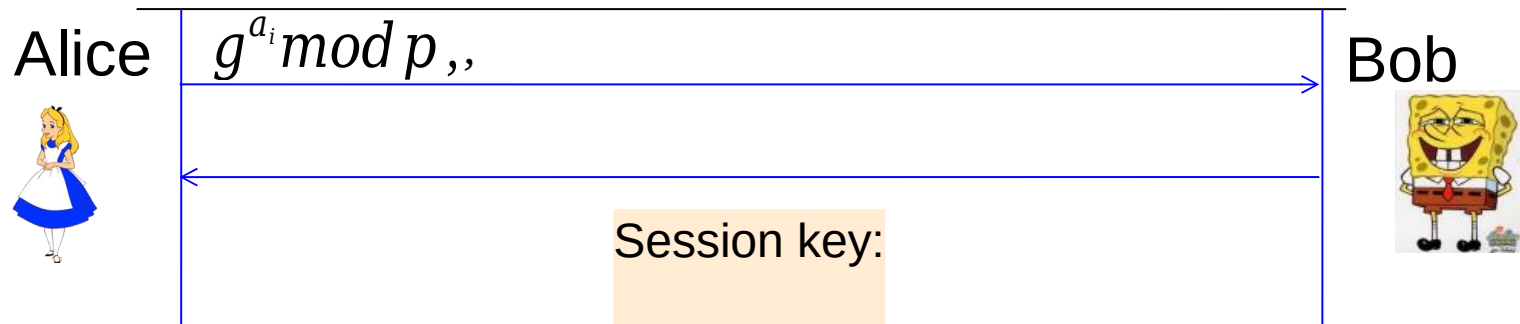 Alice
g^{a_i} mod p , ,
Bob
Session key: